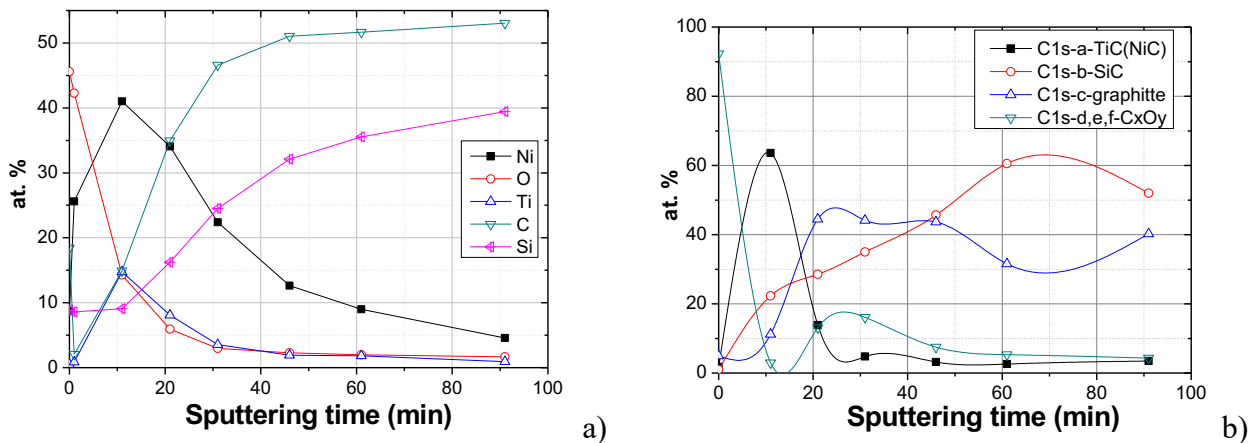 at. %
50
40
30
20
10
0
Ni
O
Ti
C
Si
0 20 40 60 80 100
Sputtering time (min)
a)
at. %
100
80
60
40
20
0
C1s-a-TiC(NiC)
C1s-b-SiC
C1s-c-graphitte
C1s-d,e,f-CxOy
0 20 40 60 80 100
Sputtering time (min)
b)